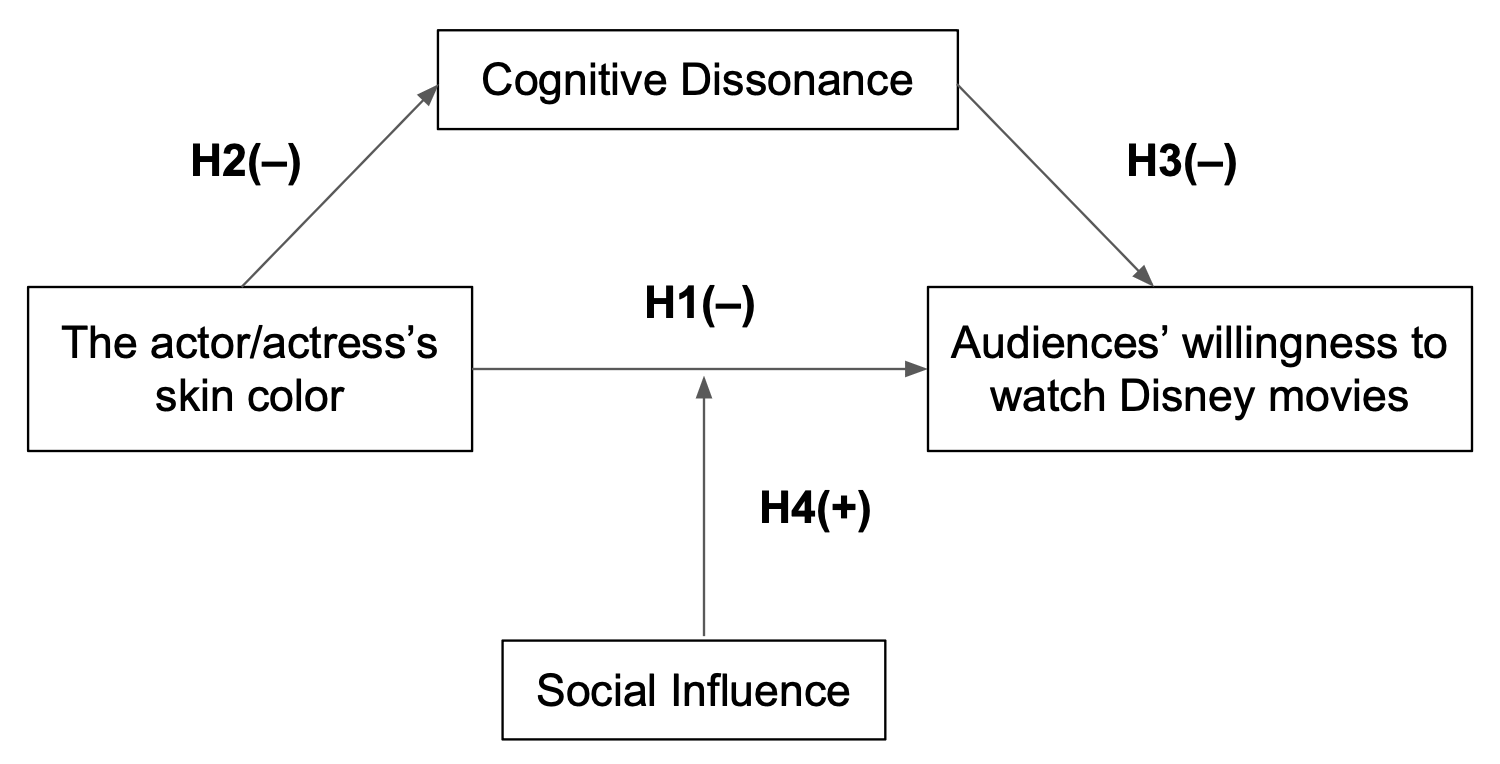 Cognitive Dissonance
H2(–)
H3(–)
The actor/actress’s
skin color
H1(–)
Audiences’ willingness to
watch Disney movies
H4(+)
Social Influence